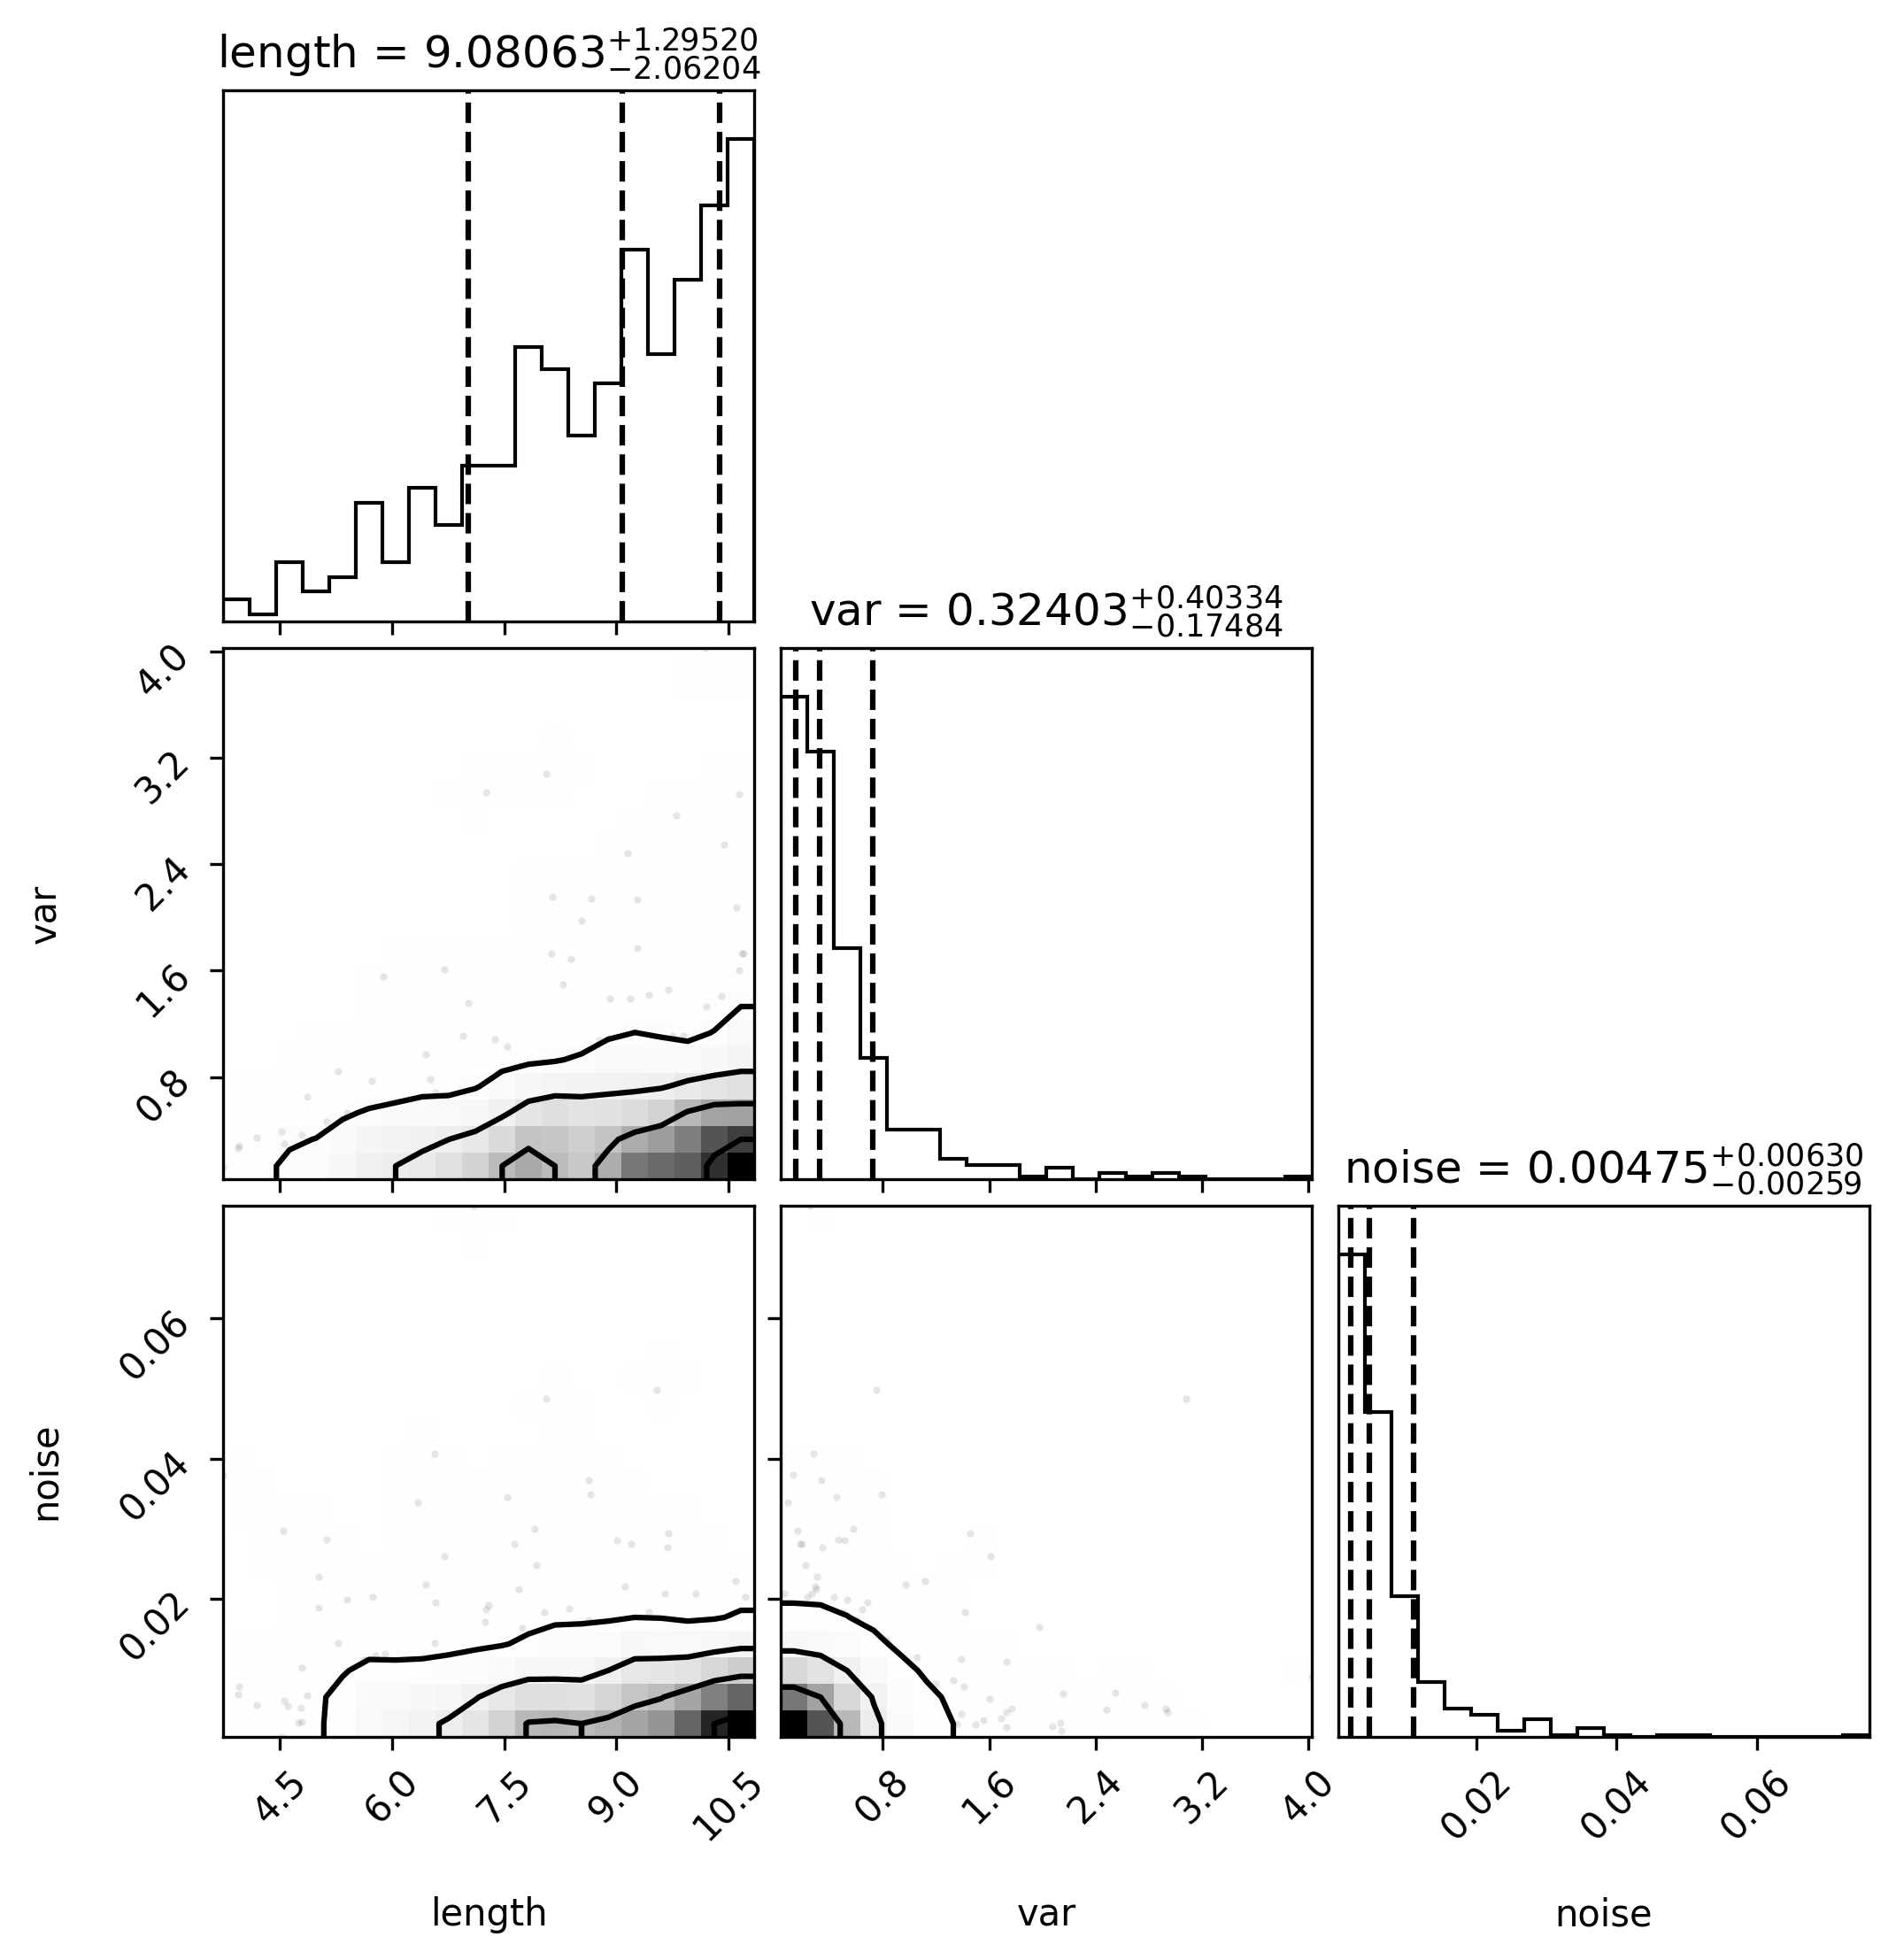 length = 9.08063 +1.29520 −2.06204
var = 0.32403 +0.40334 −0.17484
4.0
3.2
2.4
1.6
0.8
var
noise = 0.00475 +0.00630 −0.00259
0.06
0.04
0.02
noise
4.5 6.0 7.5 9.0 10.5 0.8 1.6 2.4 3.2 4.0 0.02 0.04 0.06
length var noise